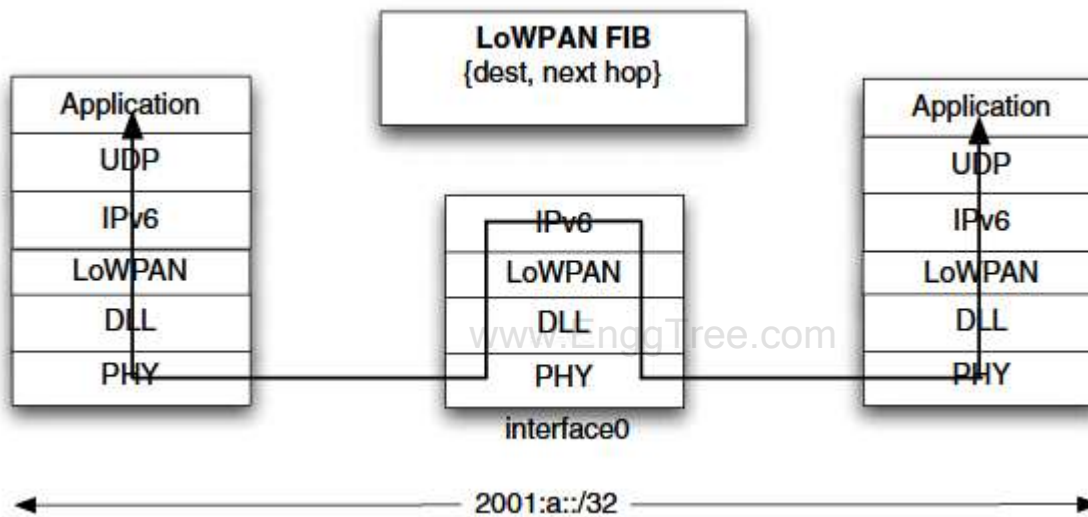 LoWPAN FIB
{dest, next hop}
Application
UDP
IPv6
LoWPAN
DLL
PHY
IPv6
LoWPAN
DLL
PHY
interface0
Application
UDP
IPv6
LoWPAN
DLL
PHY
www.EnggTree.com
2001:a::/32